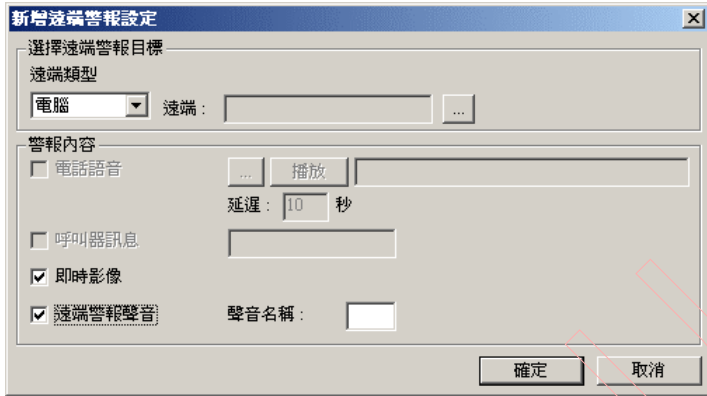 新增遠端警報設定
選擇遠端警報目標
遠端類型
電腦 遠端 : ...
警報內容
電話語音 ... 播放
延遲 : 10 秒
呼叫器訊息
即時影像
遠端警報聲音 聲音名稱 :
確定 取消